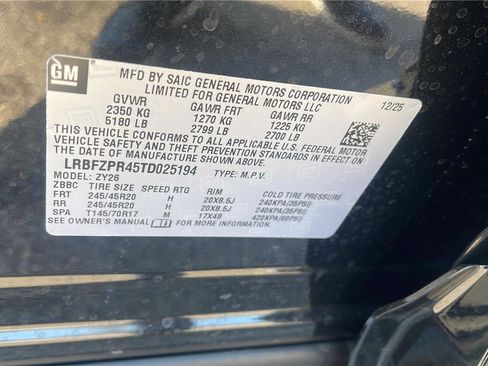 GM
MFD BY SAIC GENERAL MOTORS CORPORATION
LIMITED FOR GENERAL MOTORS LLC
12/25
GVWR GAWR FRT GAWR RR
2350 KG 1270 KG 1225 KG
5180 LB 2799 LB 2700 LB
THIS VEHICLE CONFORMS TO ALL APPLICABLE U.S. FEDERAL MOTOR
VEHICLE SAFETY AND THEFT PREVENTION STANDARDS IN EFFECT ON THE DATE OF MANUFACTURE SHOWN ABOVE.
LRBFZPR45TD025194 TYPE: M.P.V.
MODEL: ZY26
ZBBC TIRE SIZE SPEED RTG RIM COLD TIRE PRESSURE
FRT 245/45R20 H 20X8.5J 240KPA(35PSI)
RR 245/45R20 H 20X8.5J 240KPA(35PSI)
SPA T145/70R17 M 17X4B 420KPA(60PSI)
SEE OWNER'S MANUAL FOR MORE INFORMATION